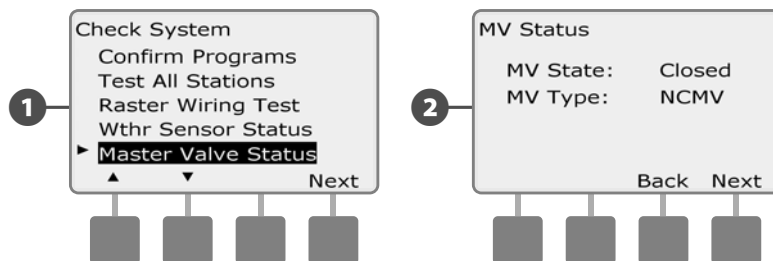 1
Check System
Confirm Programs
Test All Stations
Raster Wiring Test
Wthr Sensor Status
Master Valve Status
Next
2
MV Status
MV State: Closed
MV Type: NCMV
Back Next